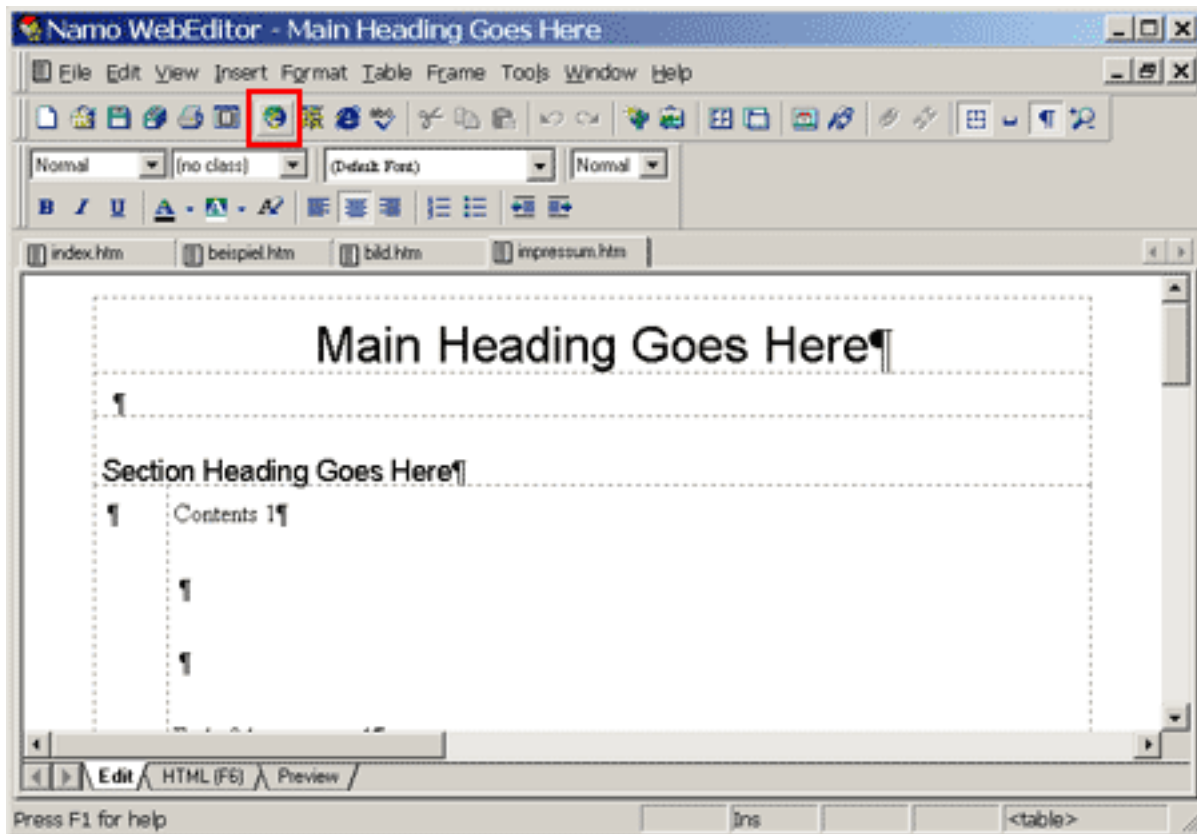 Namo WebEditor - Main Heading Goes Here
File Edit View Insert Format Table Frame Tools Window Help
Normal (no class) (Default Font) Normal
B I U A A
index.htm beispiel.htm bild.htm impressum.htm
Main Heading Goes Here¶
¶
Section Heading Goes Here¶
¶ Contents 1¶
¶
¶
Edit HTML (F6) Preview
Press F1 for help Ins <table>